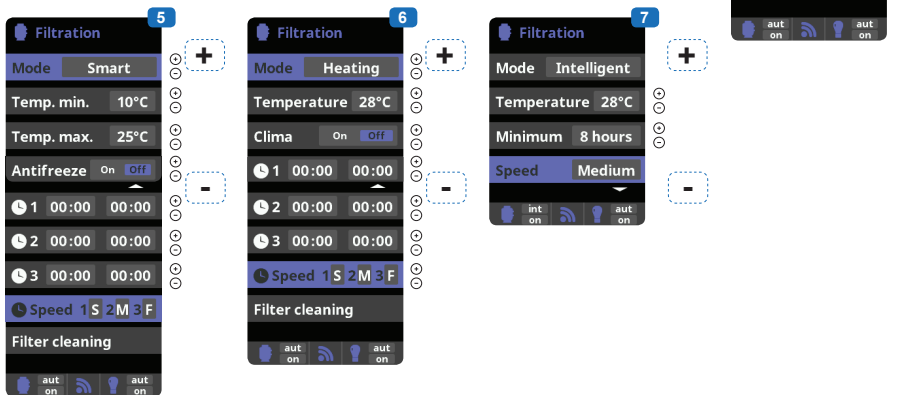 5
Filtration
Mode Smart
Temp. min. 10°C
Temp. max. 25°C
Antifreeze On Off
1 00:00 00:00
2 00:00 00:00
3 00:00 00:00
Speed 1 S 2 M 3 F
Filter cleaning
aut on aut on
+
-
6
Filtration
Mode Heating
Temperature 28°C
Clima On Off
1 00:00 00:00
2 00:00 00:00
3 00:00 00:00
Speed 1 S 2 M 3 F
Filter cleaning
aut on aut on
+
-
7
Filtration
Mode Intelligent
Temperature 28°C
Minimum 8 hours
Speed Medium
int on aut on
+
-
aut on aut on